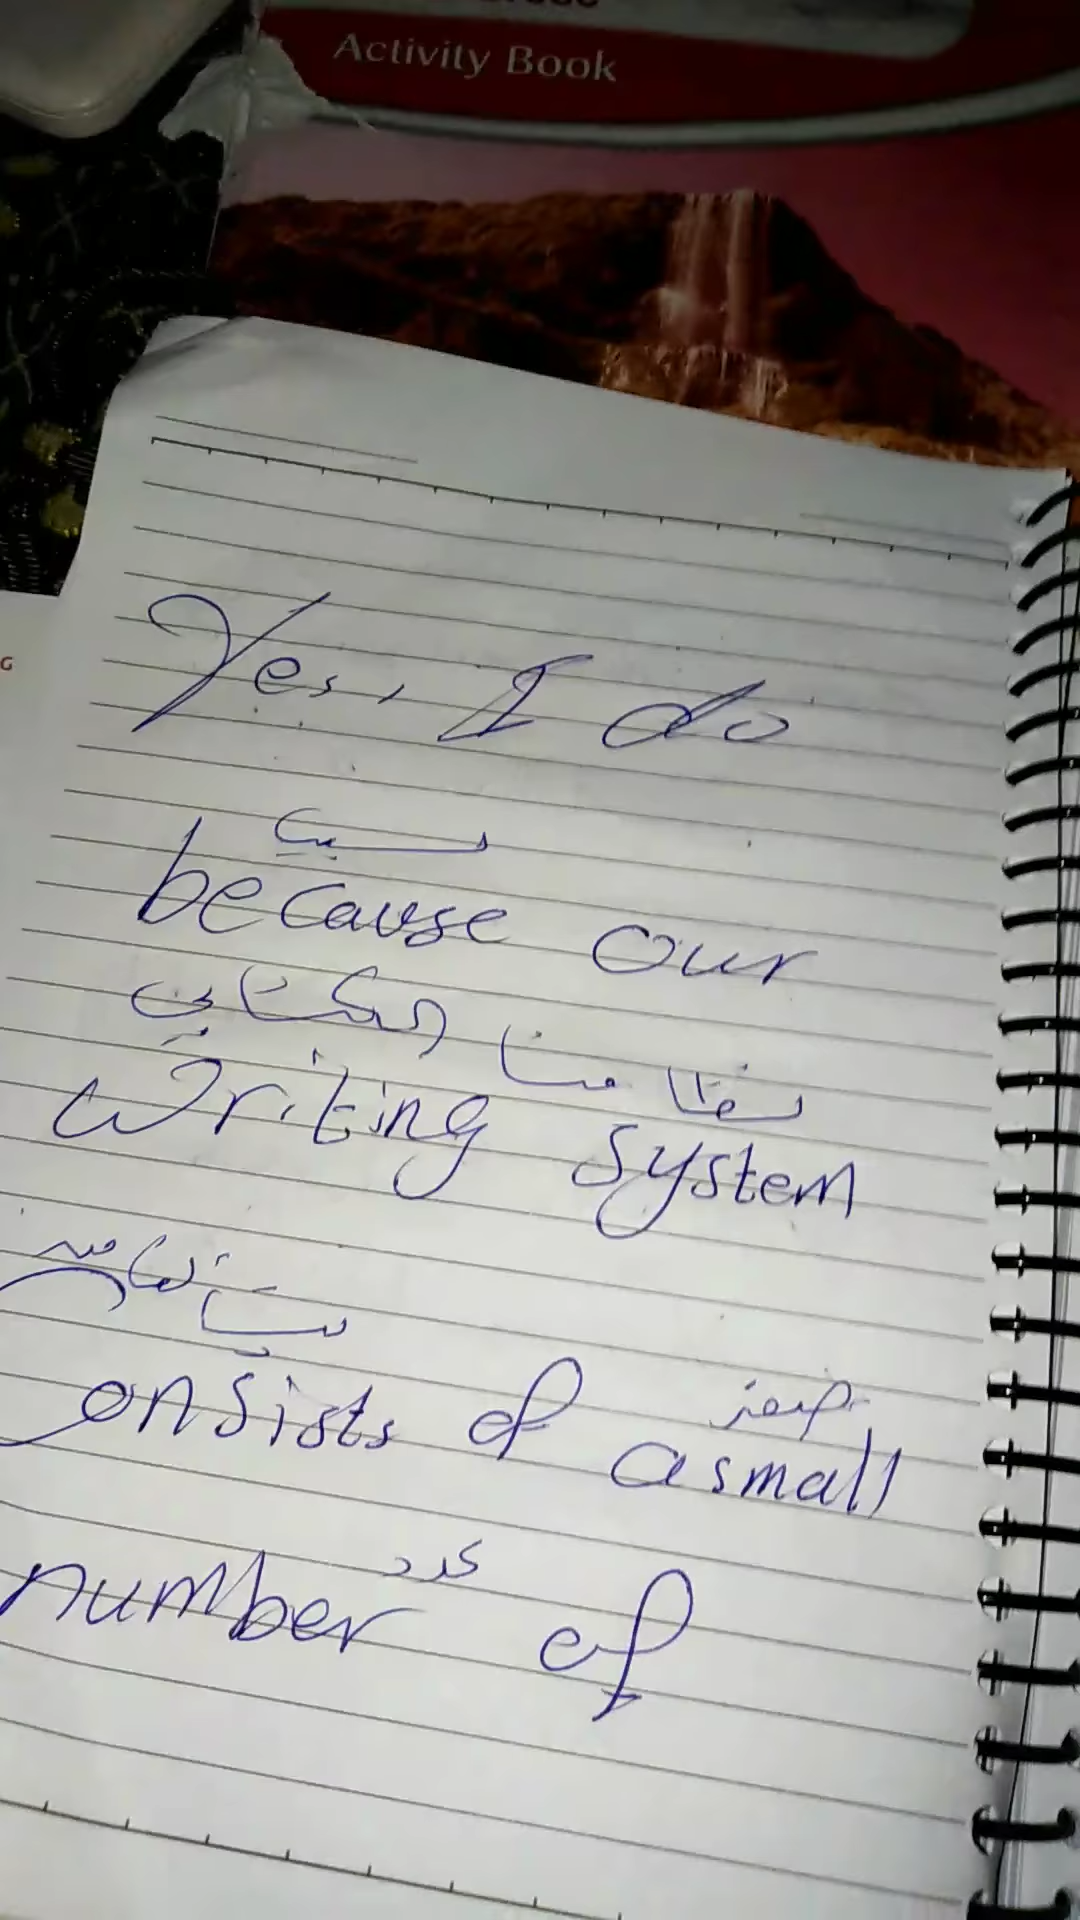 Activity Book
G
Yes, I do
بسبب
because our
نظامنا الكتابي
writing system
يتالف من
onsists of a small
صغير
number of
عدد